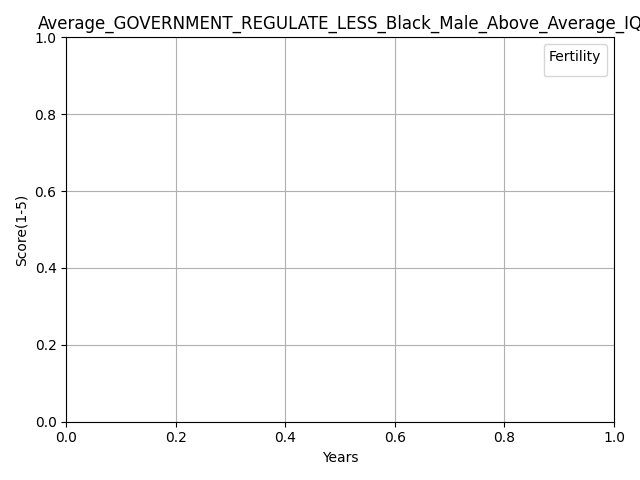 Average_GOVERNMENT_REGULATE_LESS_Black_Male_Above_Average_IQ
Fertility
1.0
0.8
0.6
0.4
0.2
0.0
Score(1-5)
0.0 0.2 0.4 0.6 0.8 1.0
Years